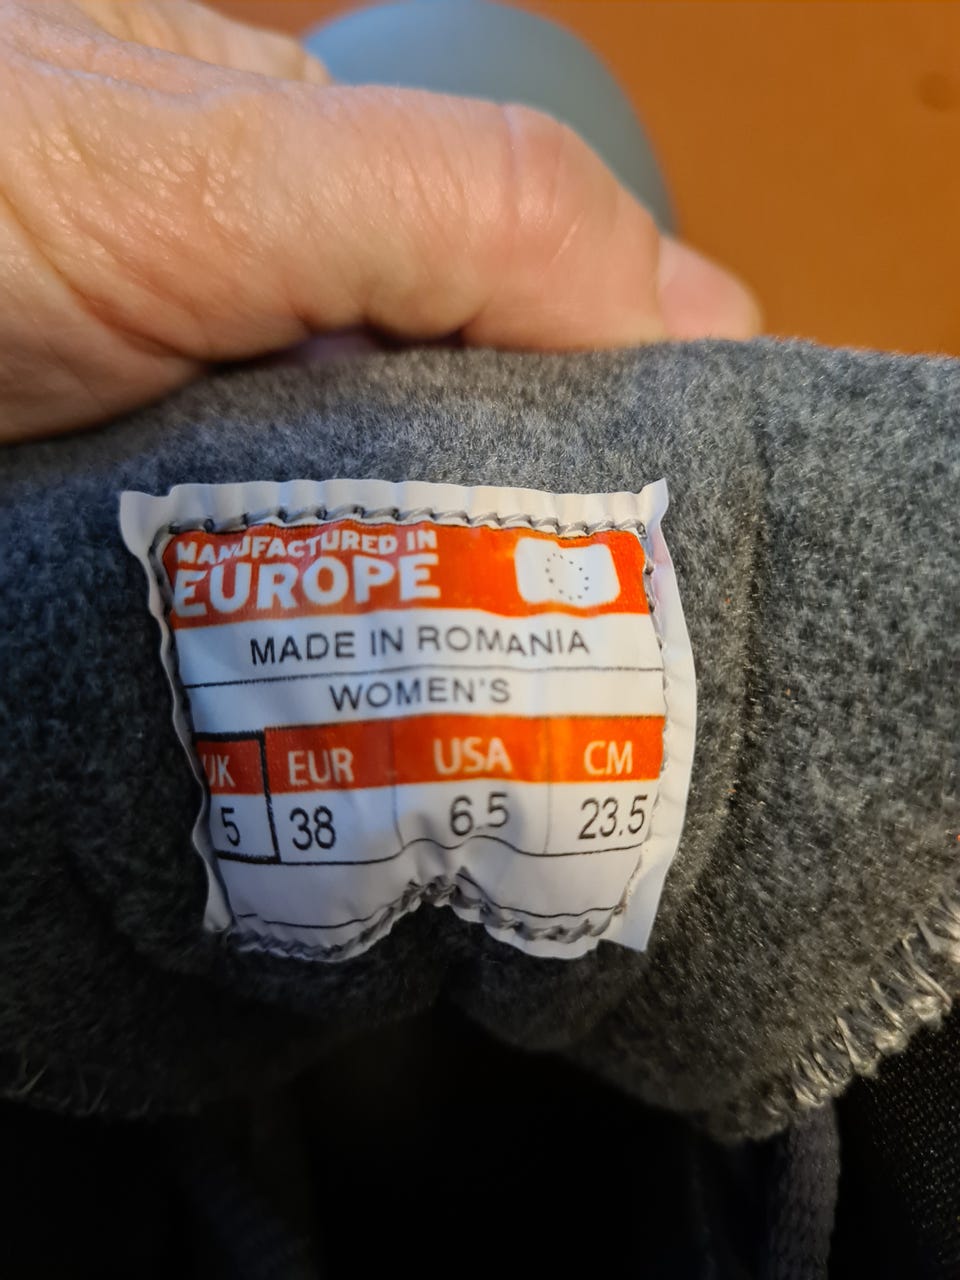 MANUFACTURED IN
EUROPE
MADE IN ROMANIA
WOMEN'S
UK EUR USA CM
5 38 6.5 23.5